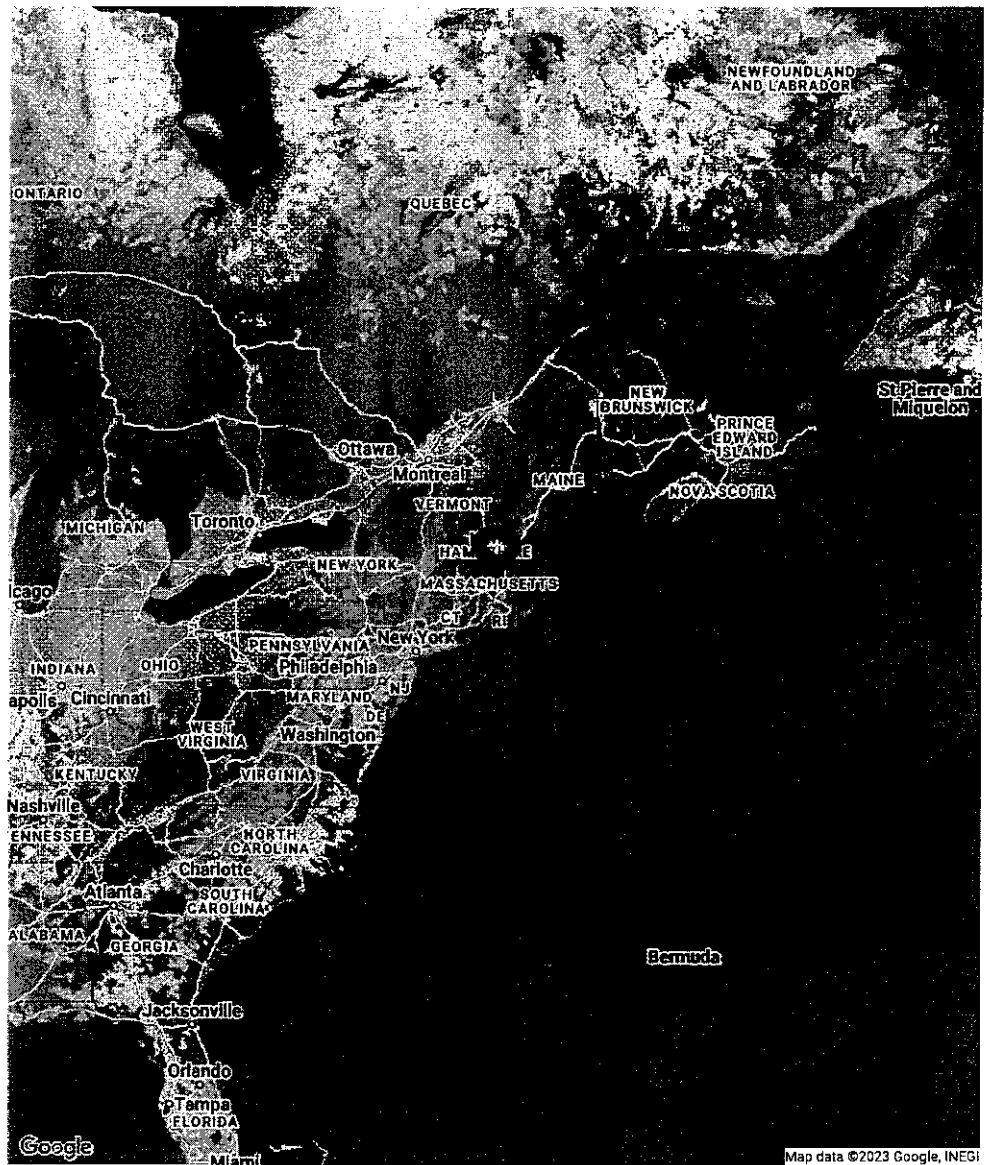 NEWFOUNDLAND
AND LABRADOR
ONTARIO
QUEBEC
St Pierre and
Miquelon
NEW
BRUNSWICK
PRINCE
EDWARD
ISLAND
Ottawa
Montreal
MAINE
NOVA SCOTIA
VERMONT
MICHIGAN
Toronto
NEW YORK
MASSACHUSETTS
icago
CT
RI
PENNSYLVANIA
New York
INDIANA
OHIO
Philadelphia
apolis
Cincinnati
MARYLAND
NJ
DE
WEST
VIRGINIA
Washington
KENTUCKY
VIRGINIA
Nashville
ENNESSEE
NORTH
CAROLINA
Charlotte
Atlanta
SOUTH
CAROLINA
ALABAMA
GEORGIA
Bermuda
Jacksonville
Orlando
Tampa
FLORIDA
Miami
Google
Map data ©2023 Google, INEGI